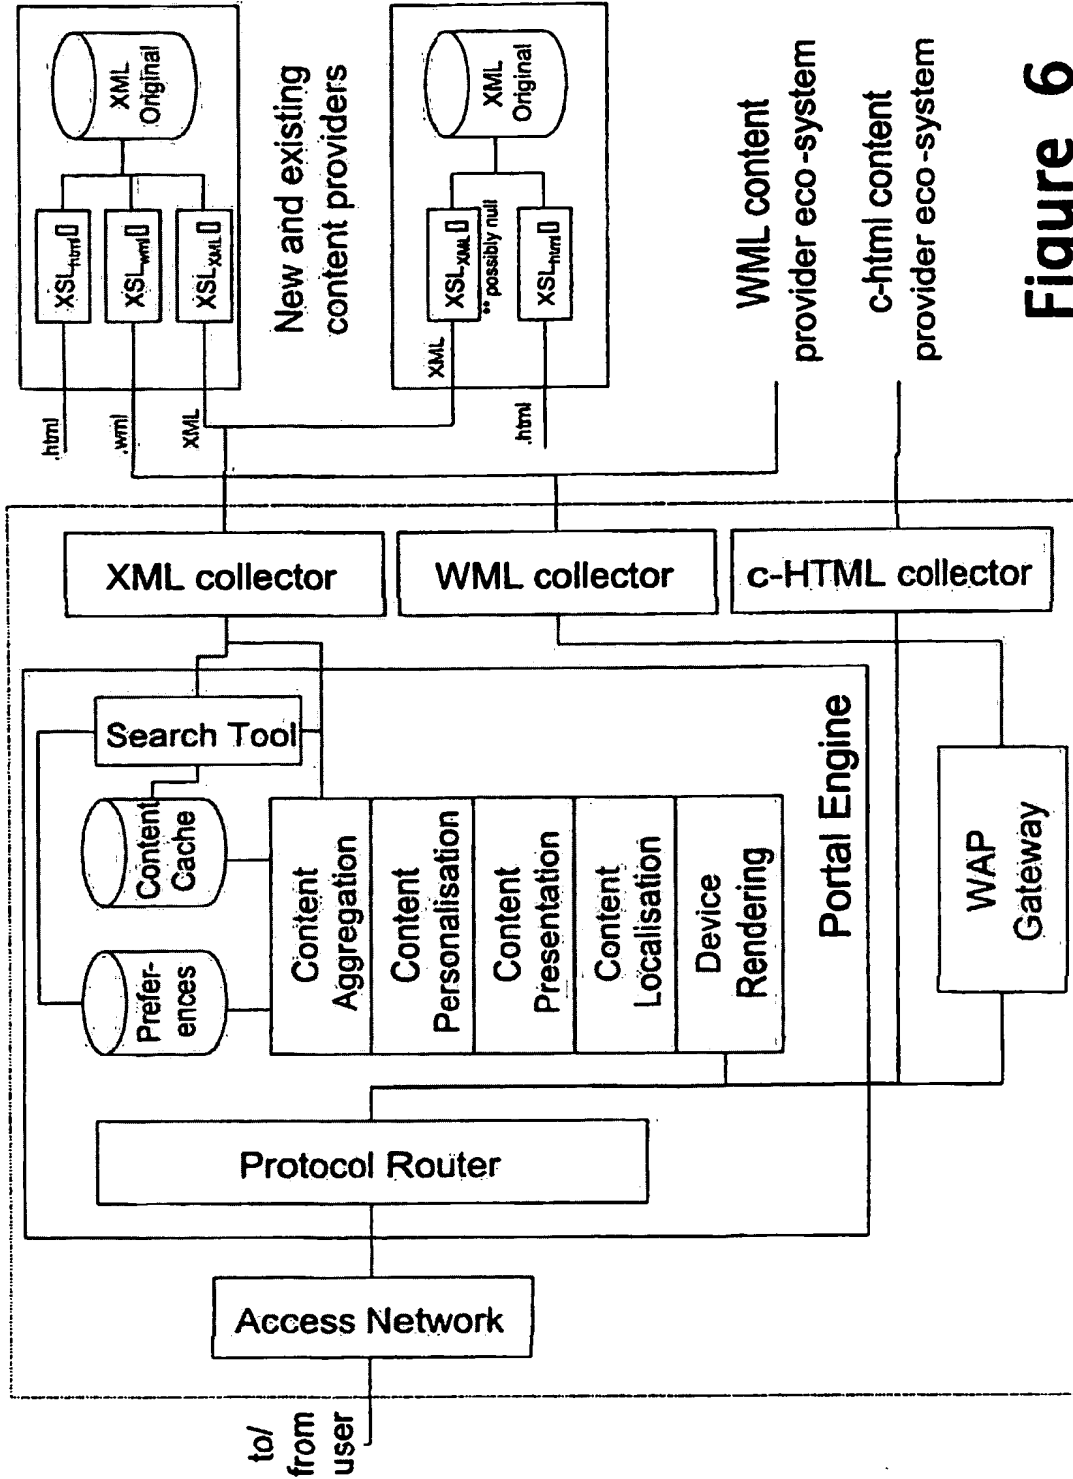 to/
from
user
Access Network
Protocol Router
Prefer-
ences
Content
Cache
Search Tool
Content
Aggregation
Content
Personalisation
Content
Presentation
Content
Localisation
Device
Rendering
Portal Engine
WAP
Gateway
XML collector
WML collector
c-HTML collector
.html
.wml
XML
XSLhtml[]
XSLwml[]
XSLXML[]
XML
Original
New and existing
content providers
XML
.html
XSLXML[]
** possibly null
XSLhtml[]
XML
Original
WML content
provider eco-system
c-html content
provider eco-system
Figure 6